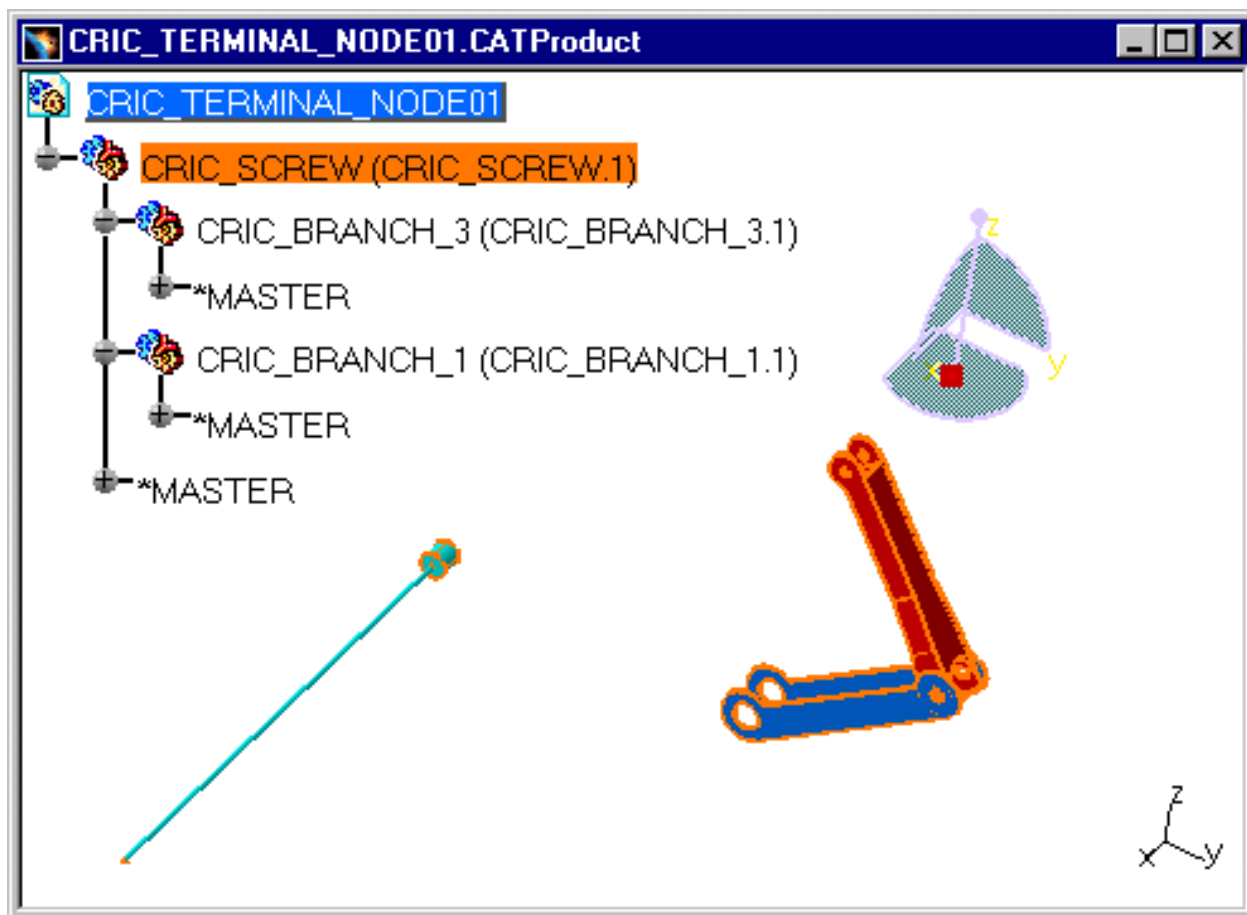 CRIC_TERMINAL_NODE01.CATProduct
CRIC_TERMINAL_NODE01
CRIC_SCREW (CRIC_SCREW.1)
CRIC_BRANCH_3 (CRIC_BRANCH_3.1)
*MASTER
CRIC_BRANCH_1 (CRIC_BRANCH_1.1)
*MASTER
*MASTER
z
y
x
z
x
y